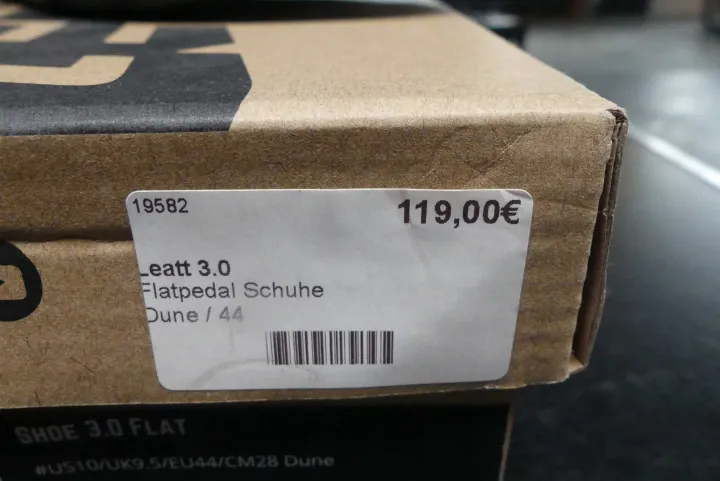 19582
119,00€
Leatt 3.0
Flatpedal Schuhe
Dune / 44
SHOE 3.0 FLAT
#US10/UK9.5/EU44/CM28 Dune